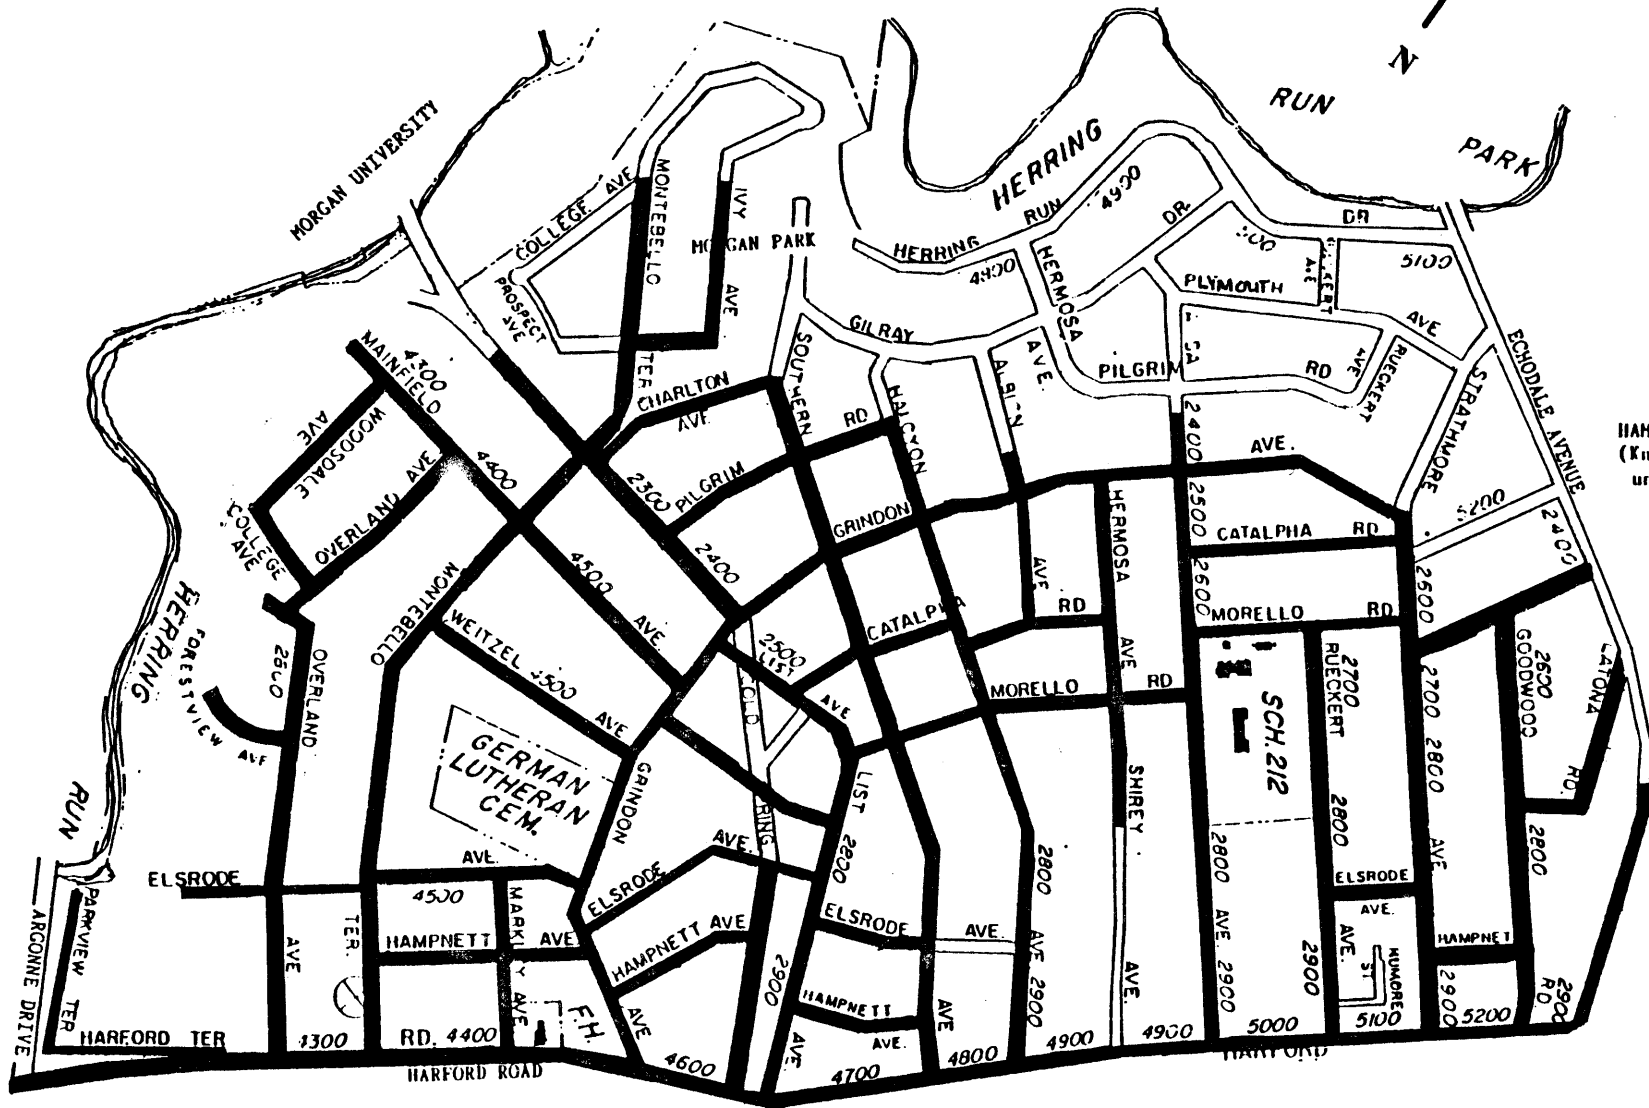 N
RUN
PARK
HERRING
MORGAN UNIVERSITY
COLLEGE AVE
MONTEBELLO
TER
IVY
AVE
MORGAN PARK
PROSPECT
AVE
HERRING RUN
4900
DR
4800
HERMOSA
AVE.
DR
5100
PLYMOUTH
AVE
RUECKERT
AVE
GILRAY
PILGRIM
RD
ECHODALE AVENUE
STRATHMORE
MAINFIELD
4300
4400
4500
AVE
WOODSDALE
AVE
COLLEGE
AVE
OVERLAND AVE
CHARLTON
AVE
SOUTHERN
HALCYON
PILGRIM
RD
2300
2400
GRINDON
AVE.
2400
2500
HERMOSA
AVE
CATALPHA RD
5200
2400
2600
MORELLO RD
2600
CATALPHA
RD
AVE
MONTEBELLO
WEITZEL 4500
AVE
2500
LIST
AVE
OLD
MORELLO
RD
HERRING
RUN
FORESTVIEW
AVE
2600
OVERLAND
AVE
GERMAN
LUTHERAN
CEM.
GRINDON
AVE
LIST
2800
SHIREY
AVE
SCH. 212
2700
RUECKERT
2800
2700
2800
AVE
2600
GOODWOOD
2800
LATONA
RD.
ELSRODE
AVE.
4500
HAMPNETT AVE
ELSRODE
AVE.
HAMPNETT AVE
2900
AVE
ELSRODE
AVE.
HAMPNETT
AVE.
AVE
2800
AVE
2900
2800
AVE
2900
2900
ELSRODE
AVE.
AVE.
ST
HAMPNET
2900
2900
RD
PARKVIEW TER
ARGONNE DRIVE
TER.
AVE
F.H.
HARFORD TER
4300
RD.
4400
4600
4700
4800
4900
4900
5000
5100
5200
HARFORD ROAD
HARFORD